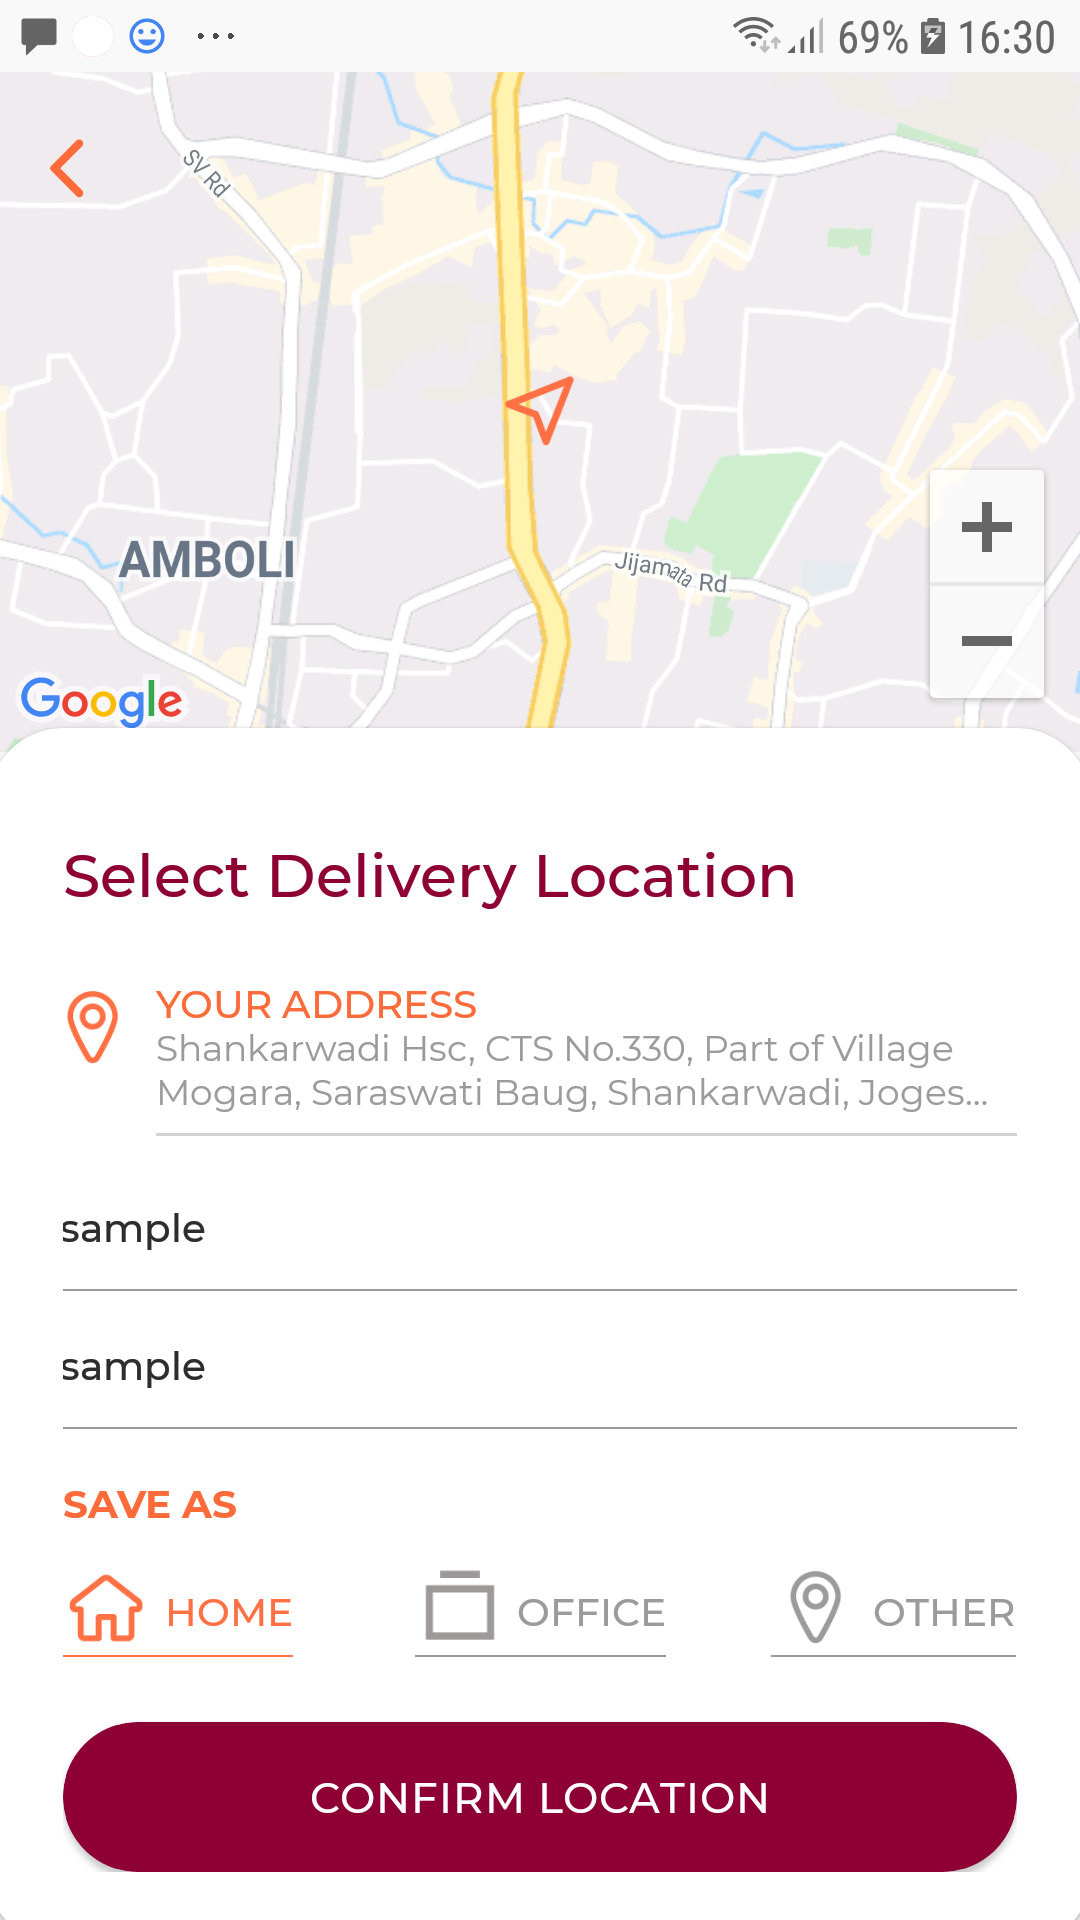 69% 16:30
SV Rd
AMBOLI
Jijamata Rd
Google
Select Delivery Location
YOUR ADDRESS
Shankarwadi Hsc, CTS No.330, Part of Village
Mogara, Saraswati Baug, Shankarwadi, Joges...
sample
sample
SAVE AS
HOME OFFICE OTHER
CONFIRM LOCATION